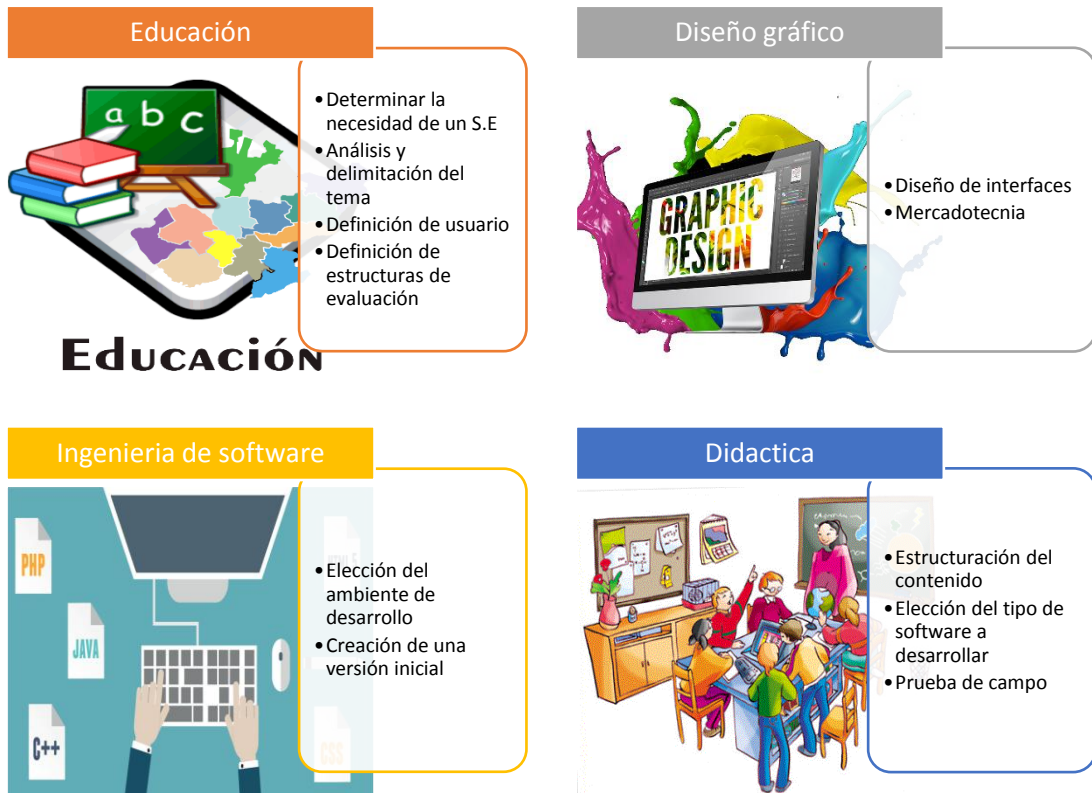 Educación
•Determinar la
necesidad de un S.E
•Análisis y
delimitación del
tema
•Definición de usuario
•Definición de
estructuras de
evaluación
a b c
Educación
Diseño gráfico
•Diseño de interfaces
•Mercadotecnia
GRAPHIC
DESIGN
Ingenieria de software
•Elección del
ambiente de
desarrollo
•Creación de una
versión inicial
PHP
JAVA
C++
CSS
Didactica
•Estructuración del
contenido
•Elección del tipo de
software a
desarrollar
•Prueba de campo